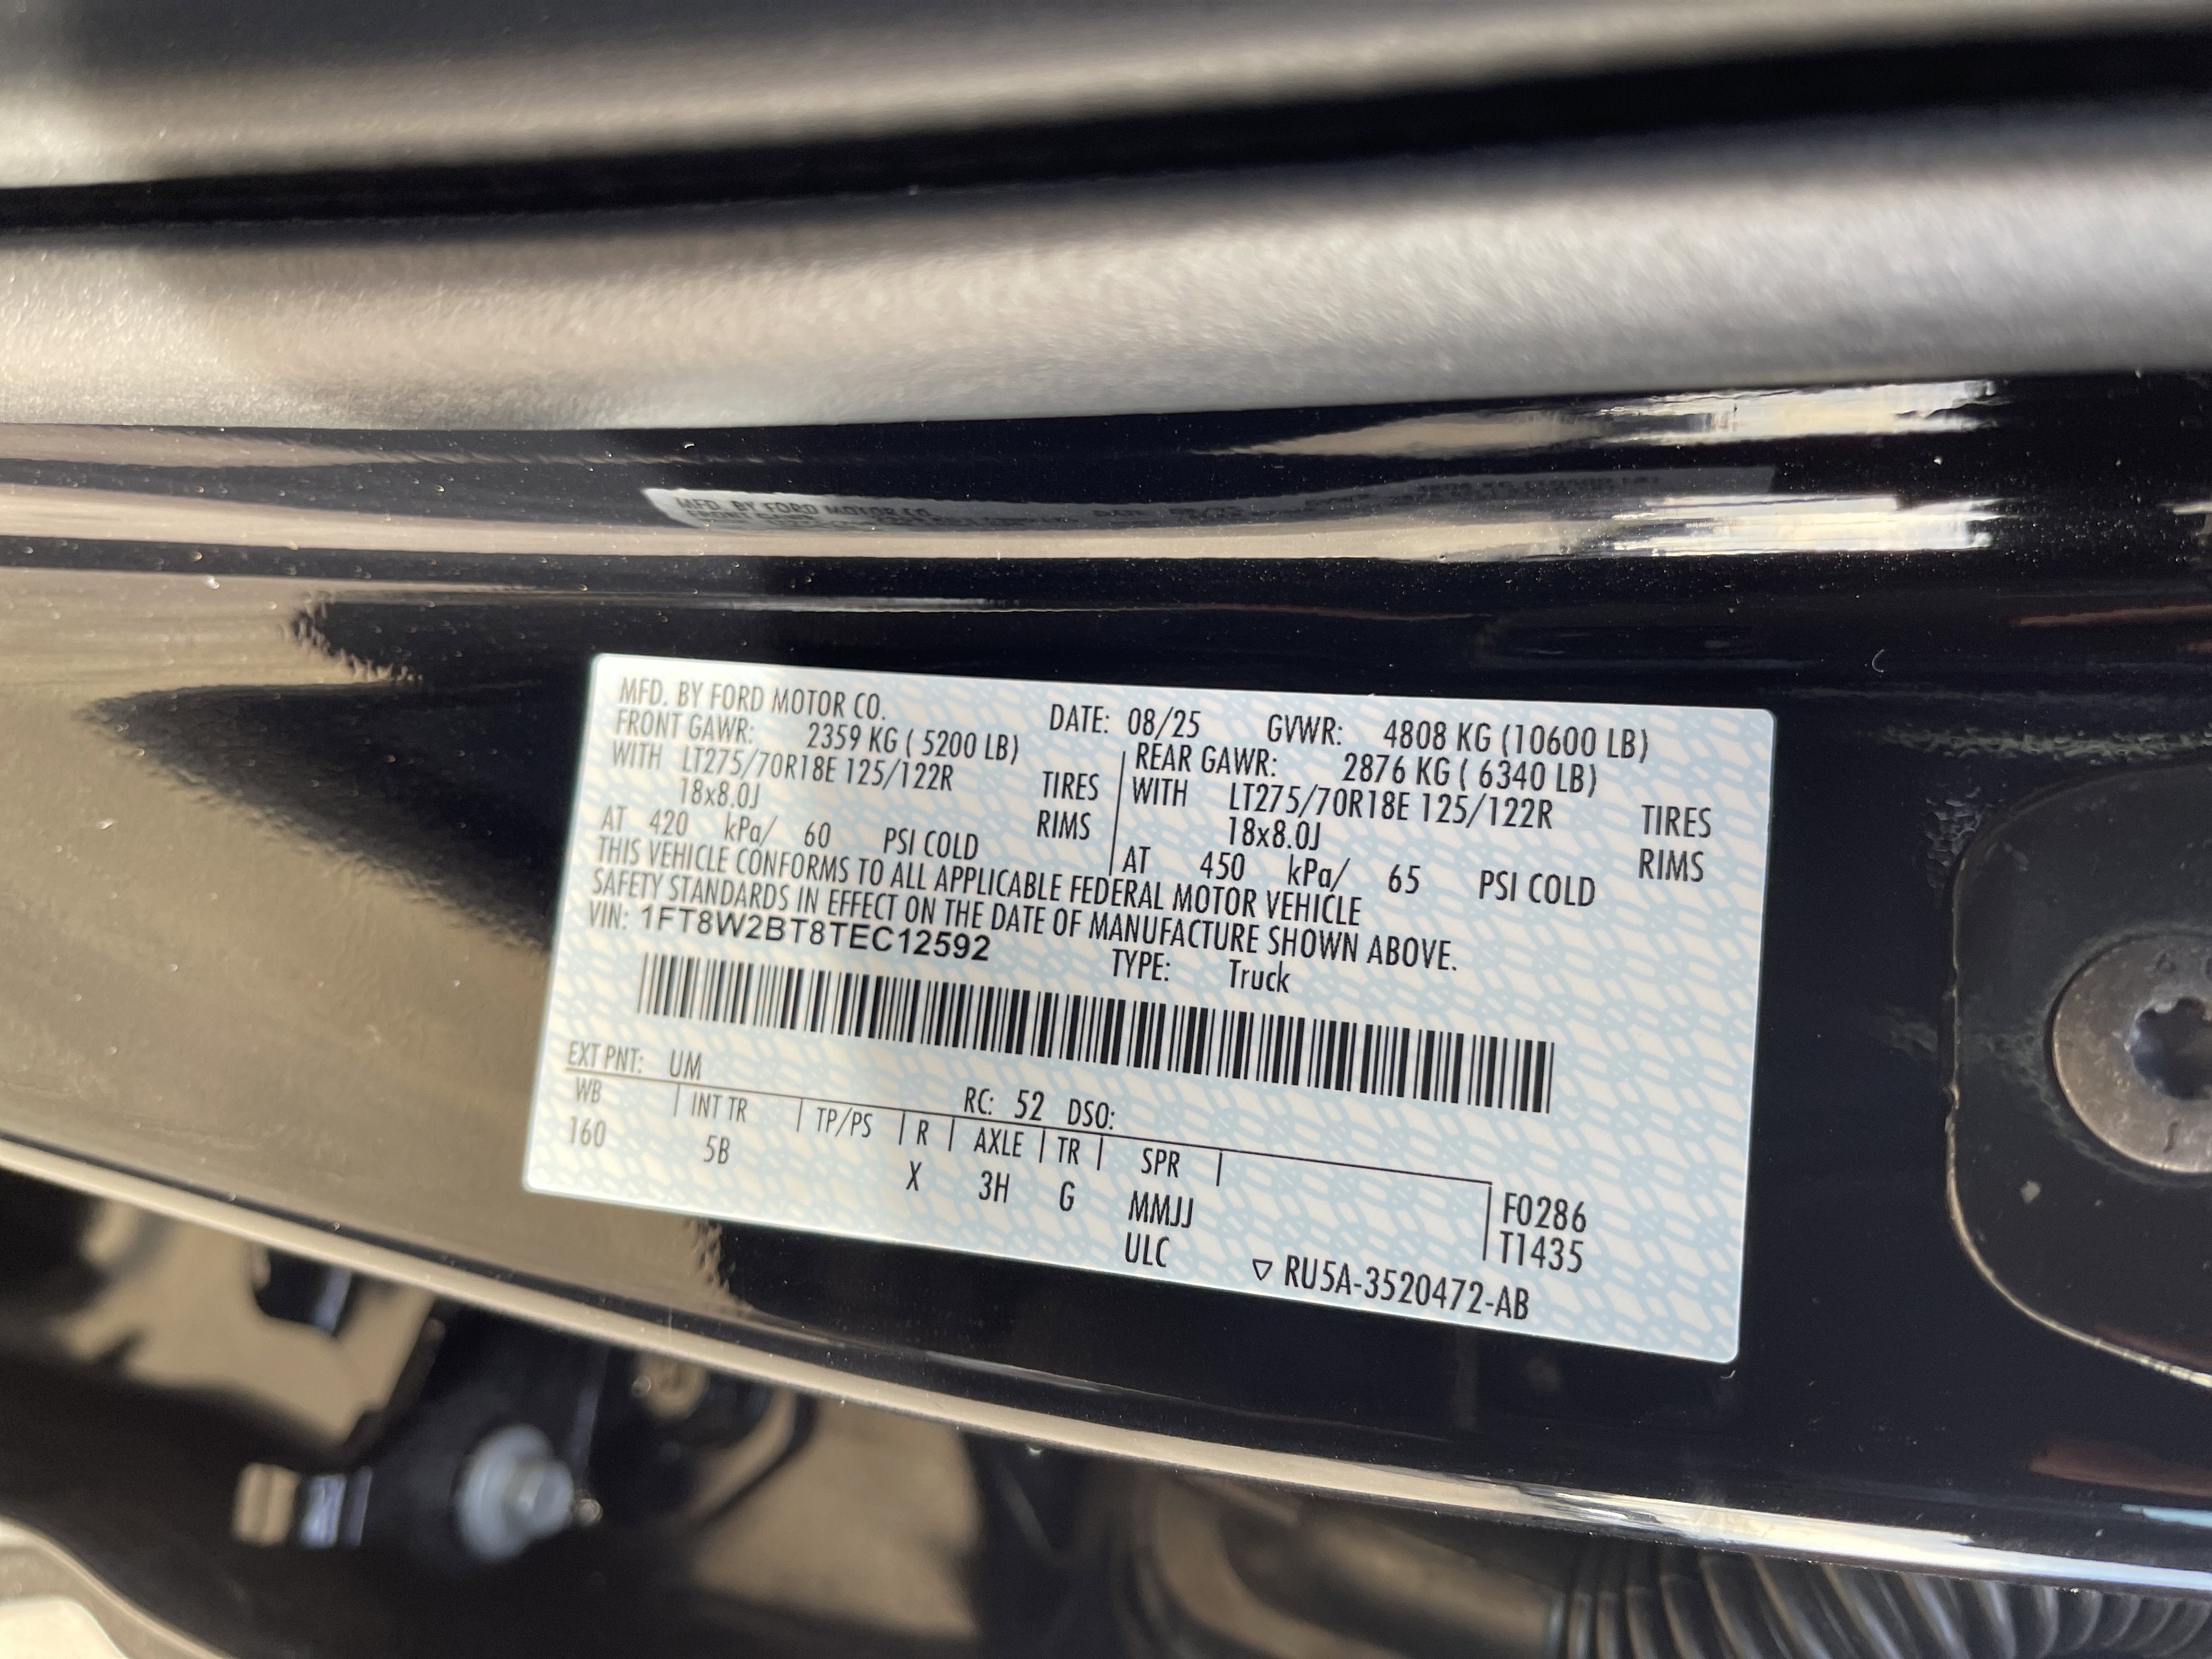 MFD. BY FORD MOTOR CO.
MFD. BY FORD MOTOR CO. DATE: 08/25 GVWR: 4808 KG (10600 LB)
FRONT GAWR: 2359 KG ( 5200 LB) REAR GAWR: 2876 KG ( 6340 LB)
WITH LT275/70R18E 125/122R TIRES WITH LT275/70R18E 125/122R TIRES
18x8.0J RIMS 18x8.0J RIMS
AT 420 kPa/ 60 PSI COLD AT 450 kPa/ 65 PSI COLD
THIS VEHICLE CONFORMS TO ALL APPLICABLE FEDERAL MOTOR VEHICLE
SAFETY STANDARDS IN EFFECT ON THE DATE OF MANUFACTURE SHOWN ABOVE.
VIN: 1FT8W2BT8TEC12592 TYPE: Truck
EXT PNT: UM RC: 52 DSO:
WB INT TR TP/PS R AXLE TR SPR
160 5B X 3H G MMJJ F0286
ULC T1435
▽ RU5A-3520472-AB